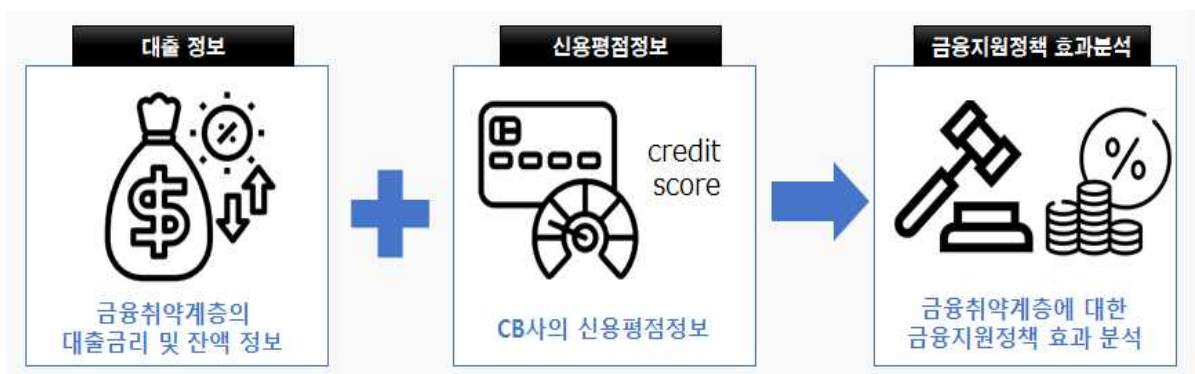 대출 정보
금융취약계층의
대출금리 및 잔액 정보
신용평점정보
credit
score
CB사의 신용평점정보
금융지원정책 효과분석
금융취약계층에 대한
금융지원정책 효과 분석